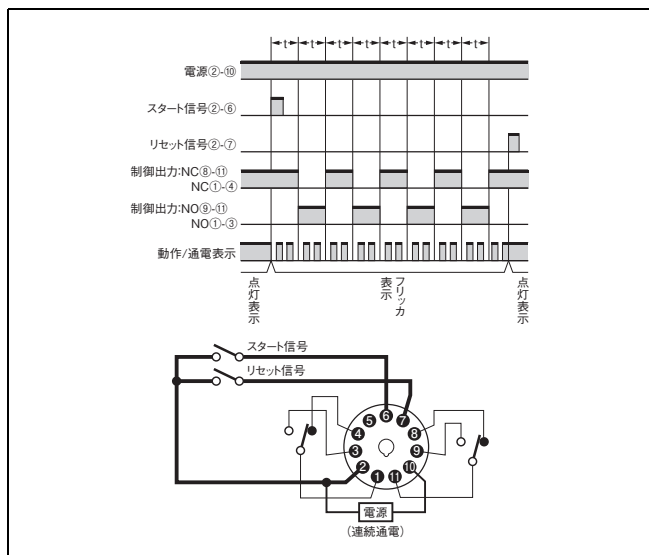 t t t t t t t t
電源②-⑩
スタート信号②-⑥
リセット信号②-⑦
制御出力:NC⑧-⑪
NC①-④
制御出力:NO⑨-⑪
NO①-③
動作/通電表示
点灯表示
フリッカ表示
点灯表示
スタート信号
リセット信号
⑥
⑤ ⑦
④ ⑧
③ ⑨
② ⑩
① ⑪
電源
(連続通電)